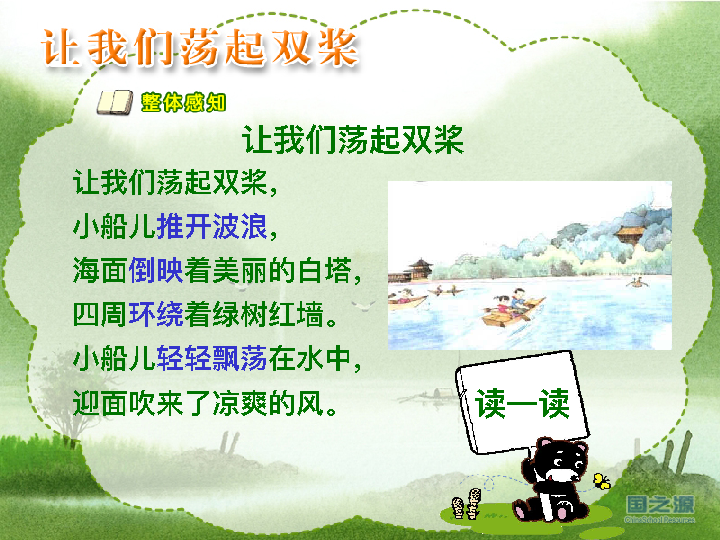 让我们荡起双桨
整体感知
让我们荡起双桨
让我们荡起双桨，
小船儿推开波浪，
海面倒映着美丽的白塔，
四周环绕着绿树红墙。
小船儿轻轻飘荡在水中，
迎面吹来了凉爽的风。
读一读
国之源
ChinaSchool Resources